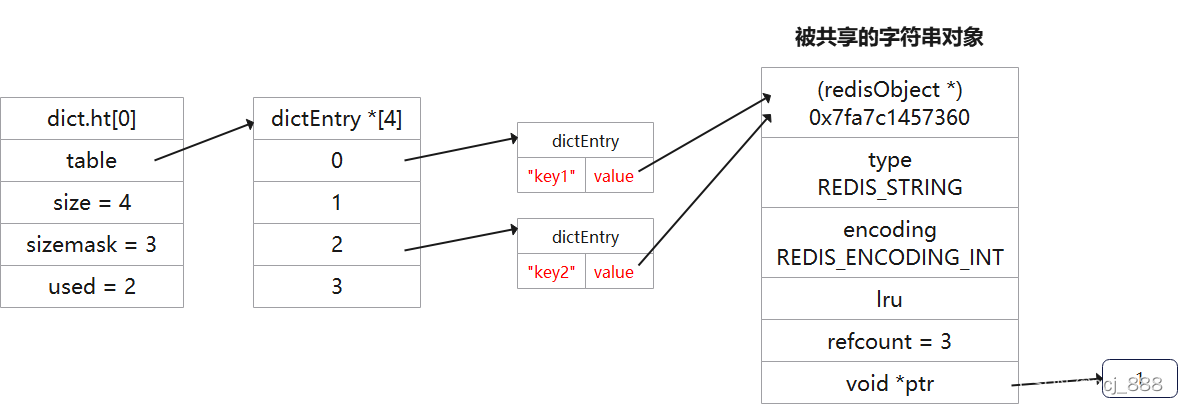 被共享的字符串对象
dict.ht[0]
table
size = 4
sizemask = 3
used = 2
dictEntry *[4]
0
1
2
3
dictEntry
"key1" value
dictEntry
"key2" value
(redisObject *)
0x7fa7c1457360
type
REDIS_STRING
encoding
REDIS_ENCODING_INT
lru
refcount = 3
void *ptr
1
cj_888